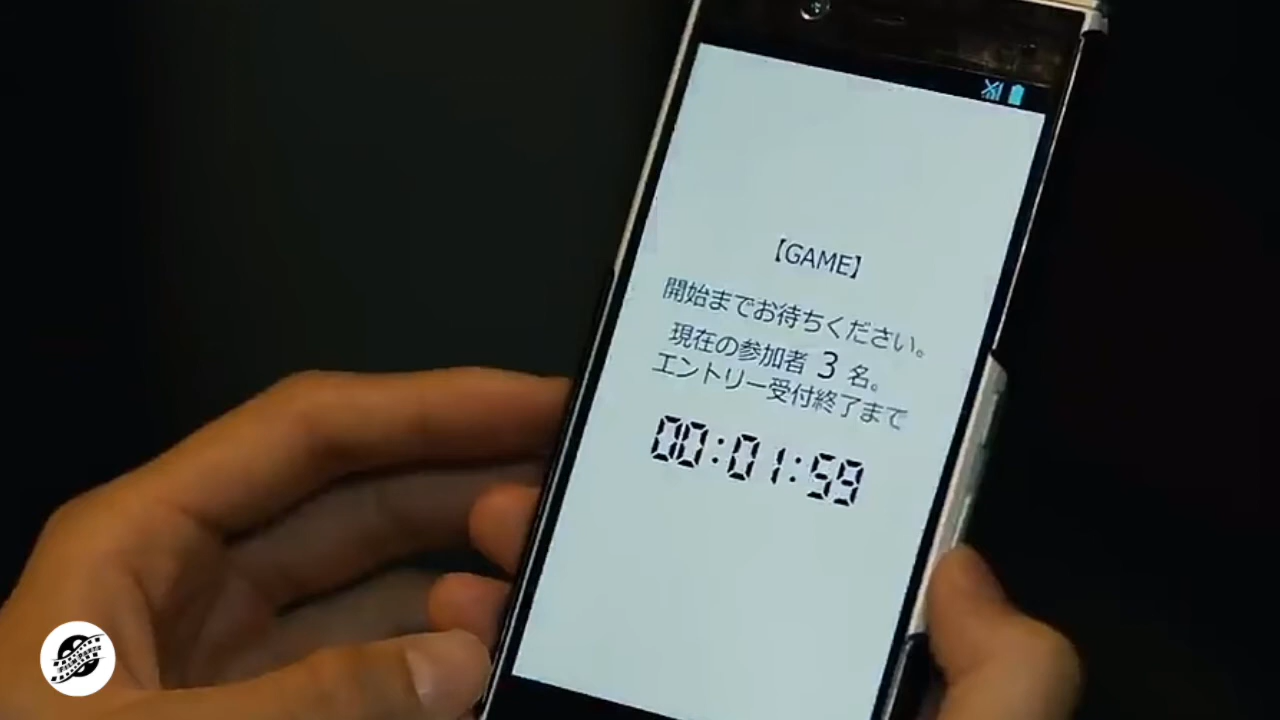 【GAME】
開始までお待ちください。
現在の参加者 3 名。
エントリー受付終了まで
00:01:59